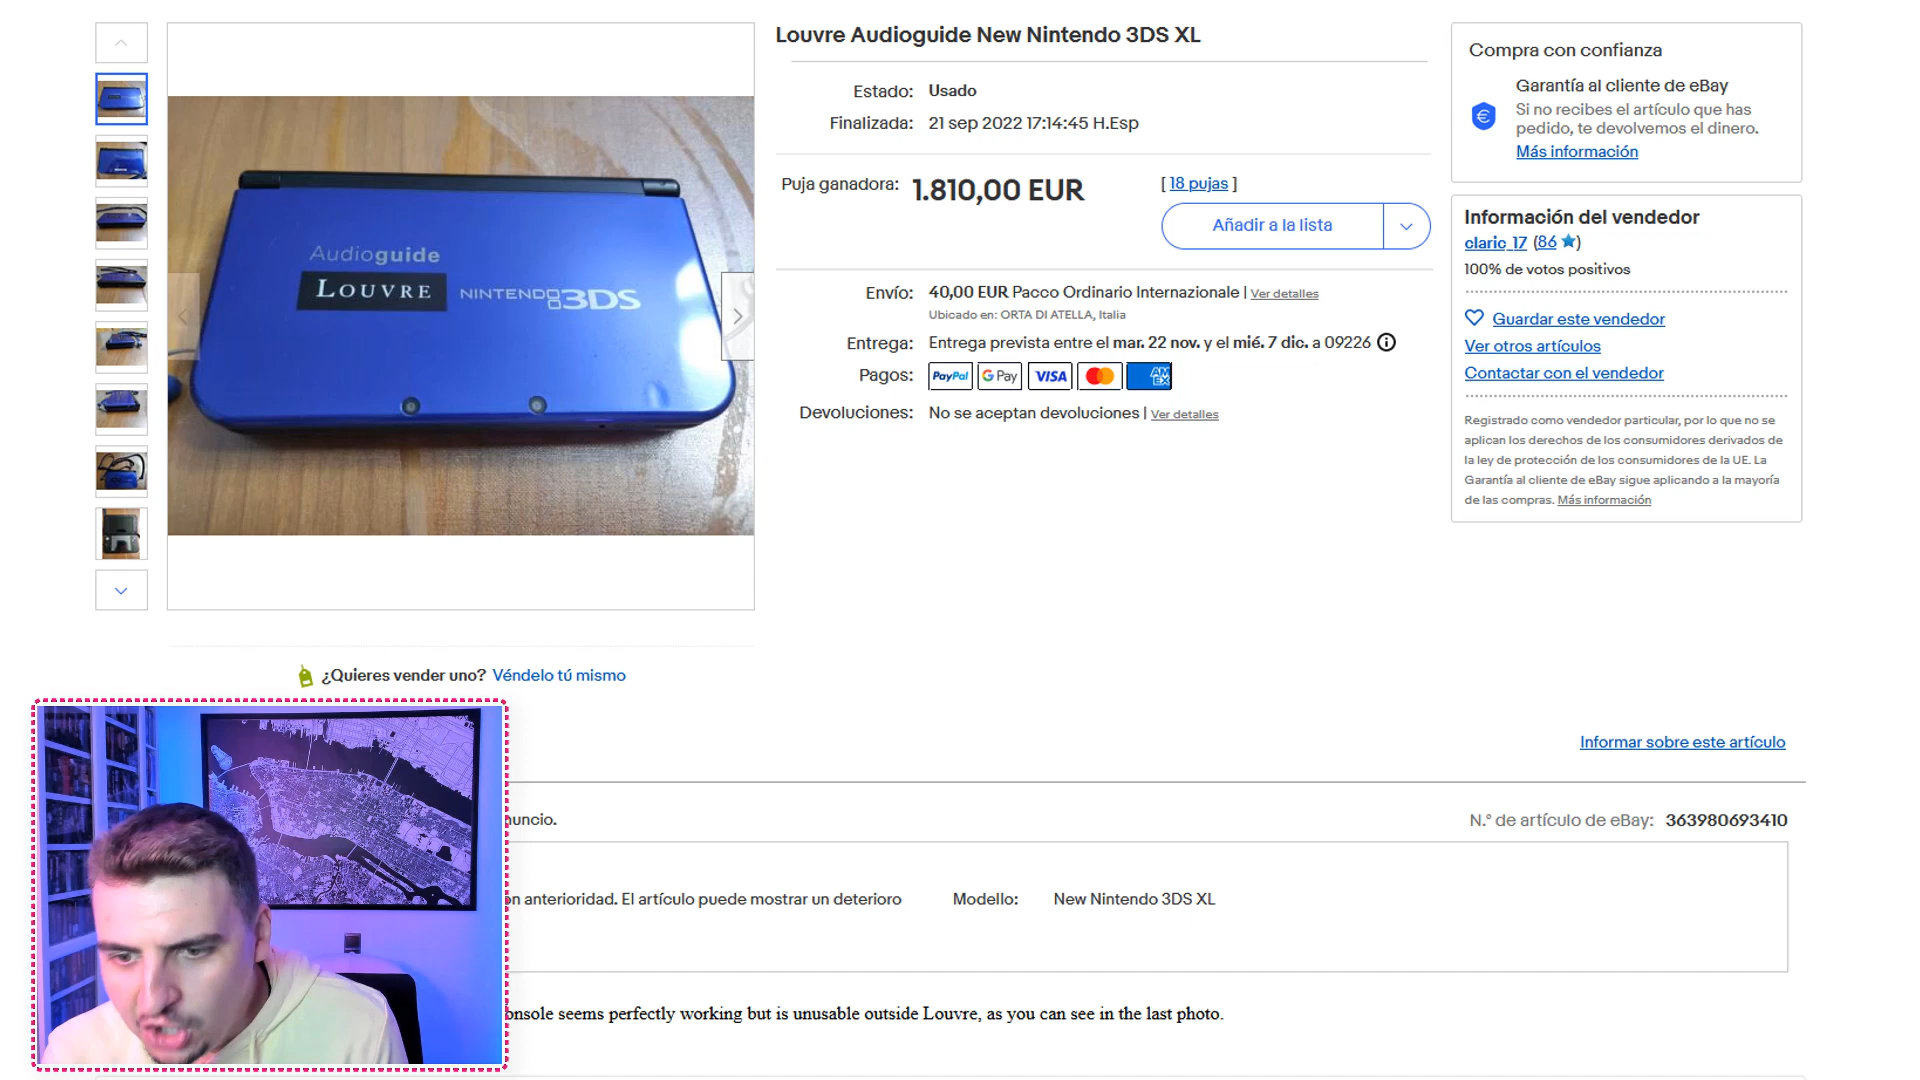 Louvre Audioguide New Nintendo 3DS XL
Estado: Usado
Finalizada: 21 sep 2022 17:14:45 H.Esp
Puja ganadora: 1.810,00 EUR [ 18 pujas ]
Añadir a la lista
Envío: 40,00 EUR Pacco Ordinario Internazionale | Ver detalles
Ubicado en: ORTA DI ATELLA, Italia
Entrega: Entrega prevista entre el mar. 22 nov. y el mié. 7 dic. a 09226
Pagos: PayPal G Pay VISA AMEX
Devoluciones: No se aceptan devoluciones | Ver detalles
Audioguide
LOUVRE NINTENDO 3DS
¿Quieres vender uno? Véndelo tú mismo
Compra con confianza
Garantía al cliente de eBay
Si no recibes el artículo que has
pedido, te devolvemos el dinero.
Más información
Información del vendedor
claric_17 (86)
100% de votos positivos
Guardar este vendedor
Ver otros artículos
Contactar con el vendedor
Registrado como vendedor particular, por lo que no se
aplican los derechos de los consumidores derivados de
la ley de protección de los consumidores de la UE. La
Garantía al cliente de eBay sigue aplicando a la mayoría
de las compras. Más información
Informar sobre este artículo
nuncio. N.° de artículo de eBay: 363980693410
on anterioridad. El artículo puede mostrar un deterioro Modello: New Nintendo 3DS XL
onsole seems perfectly working but is unusable outside Louvre, as you can see in the last photo.